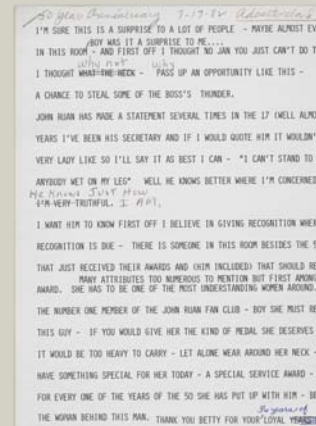 50 year Anniversary 7-17-82
I'M SURE THIS IS A SURPRISE TO A LOT OF PEOPLE - MAYBE ALMOST EV
BOY WAS IT A SURPRISE TO ME....
IN THIS ROOM - AND FIRST OFF I THOUGHT NO JAN YOU JUST CAN'T DO T
Why not why
I THOUGHT WHAT THE HECK - PASS UP AN OPPORTUNITY LIKE THIS -
A CHANCE TO STEAL SOME OF THE BOSS'S THUNDER.
JOHN RUAN HAS MADE A STATEMENT SEVERAL TIMES IN THE 17 (WELL ALMO
YEARS I'VE BEEN HIS SECRETARY AND IF I WOULD QUOTE HIM IT WOULDN'
VERY LADY LIKE SO I'LL SAY IT AS BEST I CAN - "I CAN'T STAND TO
ANYBODY WET ON MY LEG" WELL HE KNOWS BETTER WHERE I'M CONCERNED
He Knows Just How
I'M VERY TRUTHFUL. I AM,
I WANT HIM TO KNOW FIRST OFF I BELIEVE IN GIVING RECOGNITION WHER
RECOGNITION IS DUE - THERE IS SOMEONE IN THIS ROOM BESIDES THE
THAT JUST RECEIVED THEIR AWARDS AND (HIM INCLUDED) THAT SHOULD RE
MANY ATTRIBUTES TOO NUMEROUS TO MENTION BUT FIRST AMONG
AWARD. SHE HAS TO BE ONE OF THE MOST UNDERSTANDING WOMEN AROUND.
THE NUMBER ONE MEMBER OF THE JOHN RUAN FAN CLUB - BOY SHE MUST RE
THIS GUY - IF YOU WOULD GIVE HER THE KIND OF MEDAL SHE DESERVES
IT WOULD BE TOO HEAVY TO CARRY - LET ALONE WEAR AROUND HER NECK -
HAVE SOMETHING SPECIAL FOR HER TODAY - A SPECIAL SERVICE AWARD -
FOR EVERY ONE OF THE YEARS OF THE 50 SHE HAS PUT UP WITH HIM - BE
THE WOMAN BEHIND THIS MAN. THANK YOU BETTY FOR YOUR LOYAL YEARS